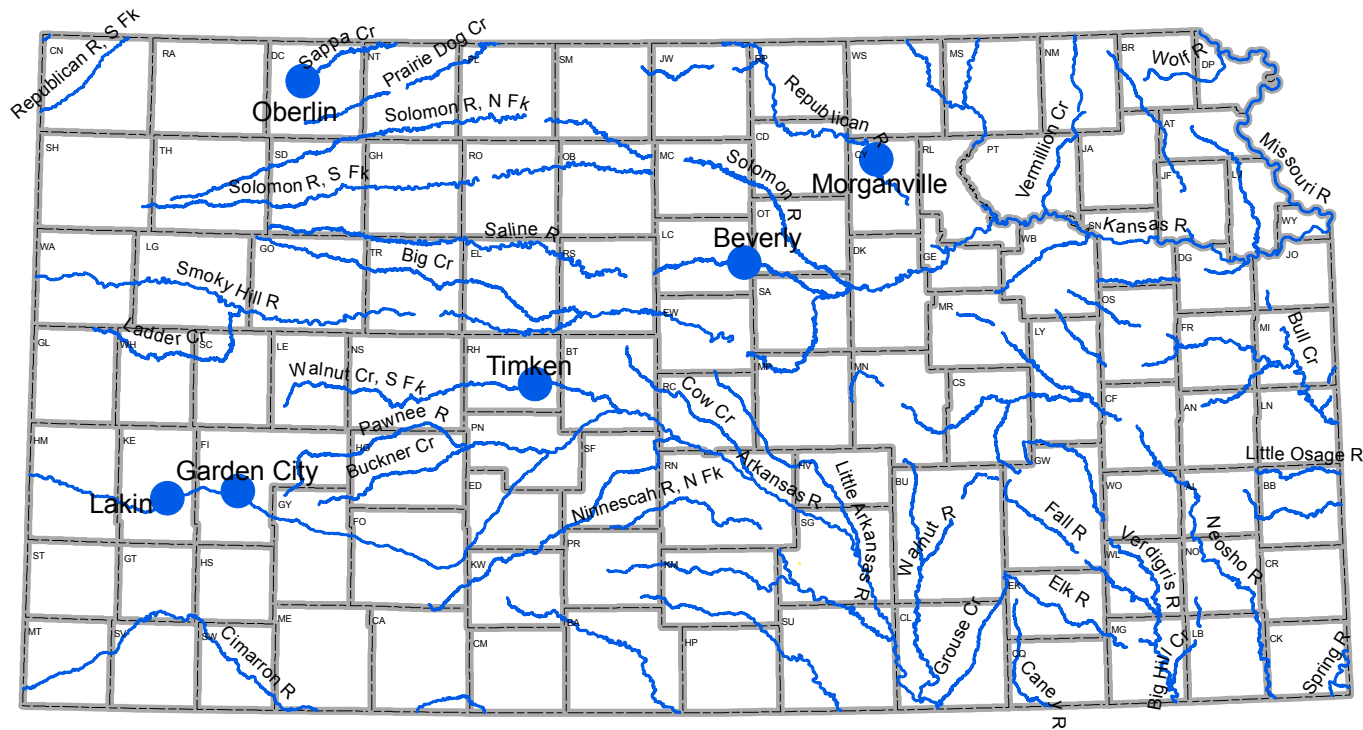 Republican R, S Fk
Sappa Cr
Prairie Dog Cr
Oberlin
Solomon R, N Fk
Solomon R, S Fk
Republican R
Morganville
Solomon R
Vermillion Cr
Wolf R
Missouri R
Kansas R
Beverly
Saline R
Big Cr
Smoky Hill R
Ladder Cr
Walnut Cr, S Fk
Timken
Pawnee R
Buckner Cr
Garden City
Lakin
Cow Cr
Arkansas R
Ninnescah R, N Fk
Little Arkansas R
Walnut R
Grouse Cr
Fall R
Elk R
Caney R
Verdigris R
Big Hill Cr
Neosho R
Bull Cr
Little Osage R
Spring R
Cimarron R
CN
RA
DC
NT
PL
SM
JW
RP
WS
MS
NM
BR
DP
SH
TH
SD
GH
RO
OB
MC
CD
CY
RL
PT
JA
AT
JF
LV
WY
WA
LG
GO
TR
EL
RS
LC
OT
DK
GE
WB
SN
DG
JO
SA
EW
MR
LY
OS
FR
MI
GL
WH
SC
LE
NS
RH
BT
RC
MP
MN
CS
CF
AN
LN
HM
KE
FI
HG
PN
SF
RN
HV
BU
GW
WO
AL
BB
GY
FO
ED
SG
ST
GT
HS
KW
PR
KM
EK
WL
NO
CR
MT
SV
SW
ME
CA
CM
BA
HP
SU
CL
CQ
MG
LB
CK